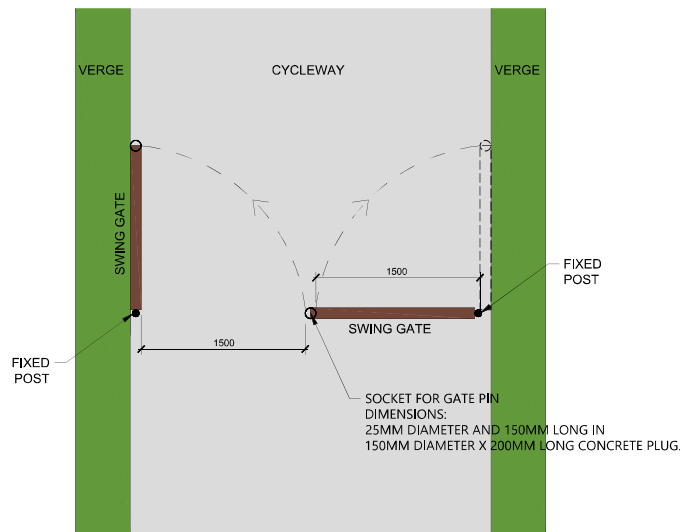 VERGE
CYCLEWAY
VERGE
SWING GATE
1500
FIXED
POST
SWING GATE
1500
FIXED
POST
SOCKET FOR GATE PIN
DIMENSIONS:
25MM DIAMETER AND 150MM LONG IN
150MM DIAMETER X 200MM LONG CONCRETE PLUG.